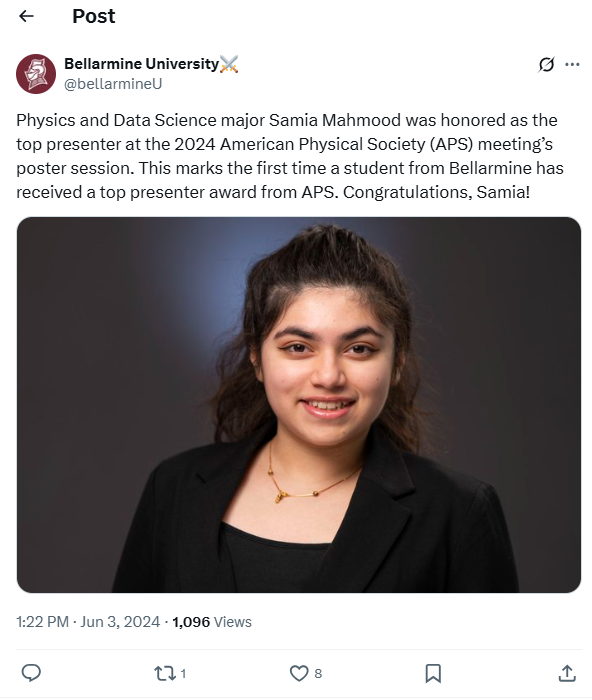 Post
Bellarmine University⚔️
@bellarmineU
Physics and Data Science major Samia Mahmood was honored as the
top presenter at the 2024 American Physical Society (APS) meeting’s
poster session. This marks the first time a student from Bellarmine has
received a top presenter award from APS. Congratulations, Samia!
1:22 PM · Jun 3, 2024 · 1,096 Views
1
8